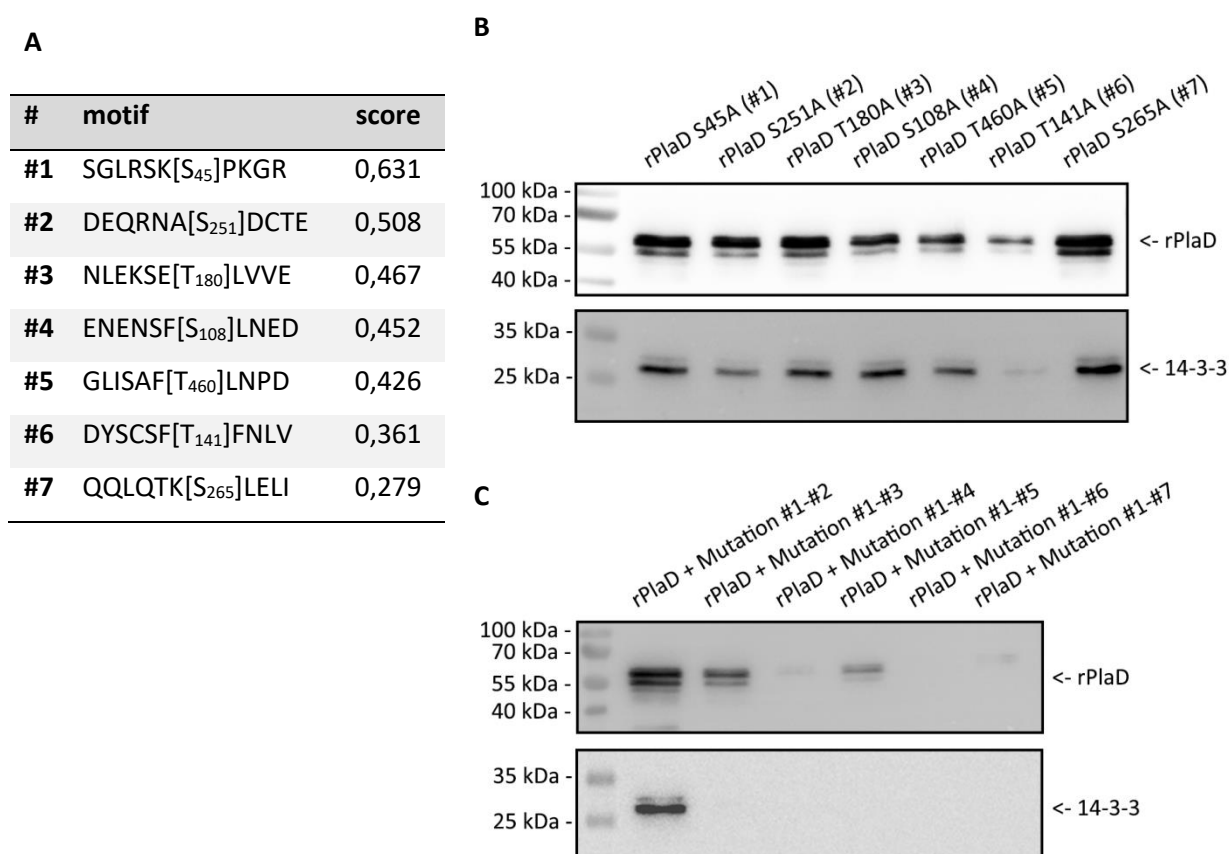 A
# motif score
#1 SGLRSK[S45]PKGR 0,631
#2 DEQRNA[S251]DCTE 0,508
#3 NLEKSE[T180]LVVE 0,467
#4 ENENSF[S108]LNED 0,452
#5 GLISAF[T460]LNPD 0,426
#6 DYSCSF[T141]FNLV 0,361
#7 QQLQTK[S265]LELI 0,279
B
rPlaD S45A (#1)
rPlaD S251A (#2)
rPlaD T180A (#3)
rPlaD S108A (#4)
rPlaD T460A (#5)
rPlaD T141A (#6)
rPlaD S265A (#7)
100 kDa -
70 kDa -
55 kDa -
40 kDa -
<- rPlaD
35 kDa -
25 kDa -
<- 14-3-3
C
rPlaD + Mutation #1-#2
rPlaD + Mutation #1-#3
rPlaD + Mutation #1-#4
rPlaD + Mutation #1-#5
rPlaD + Mutation #1-#6
rPlaD + Mutation #1-#7
100 kDa -
70 kDa -
55 kDa -
40 kDa -
<- rPlaD
35 kDa -
25 kDa -
<- 14-3-3